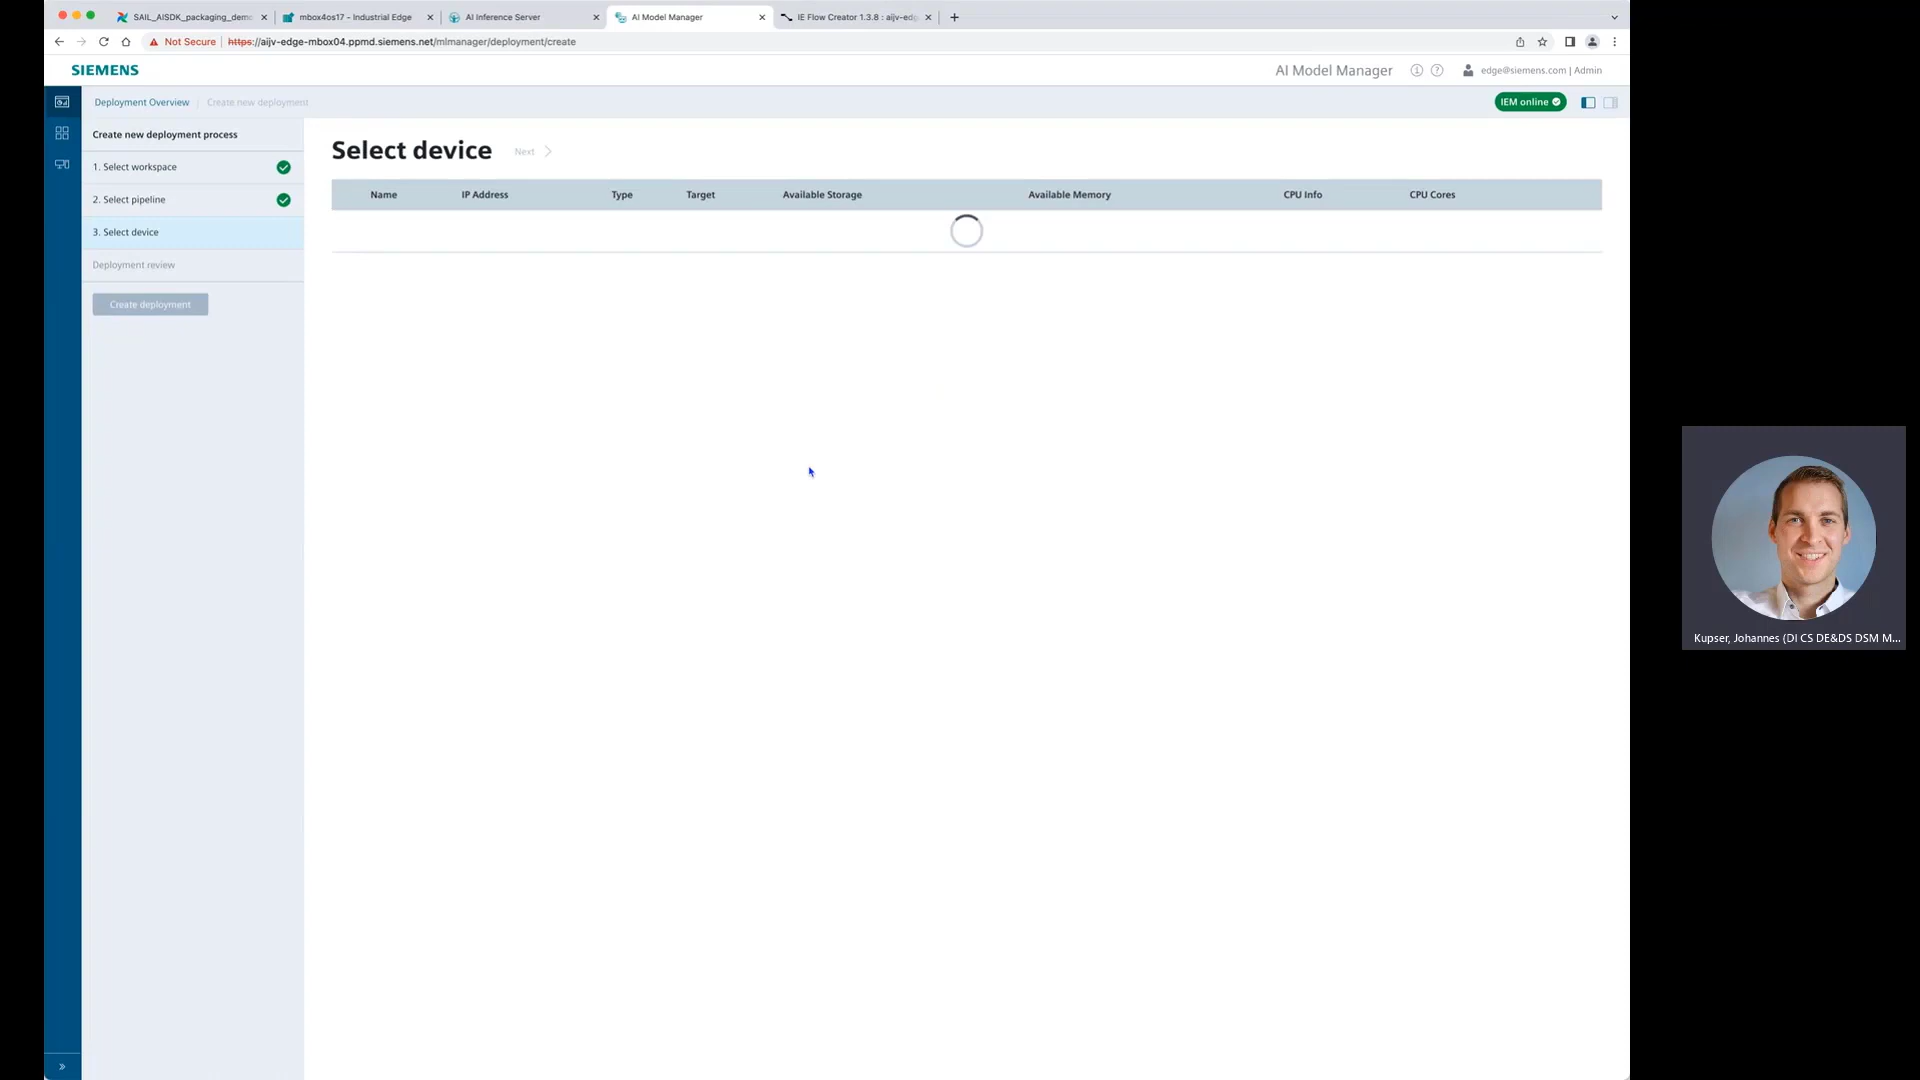 SAIL_AISDK_packaging_demo
mbox4os17 - Industrial Edge
AI Inference Server
AI Model Manager
IE Flow Creator 1.3.8 : aijv-edg
Not Secure | https://aijv-edge-mbox04.ppmd.siemens.net/mlmanager/deployment/create
SIEMENS
AI Model Manager
edge@siemens.com | Admin
Deployment Overview
Create new deployment
IEM online
Create new deployment process
1. Select workspace
2. Select pipeline
3. Select device
Deployment review
Create deployment
Select device
Next
Name IP Address Type Target Available Storage Available Memory CPU Info CPU Cores
Kupser, Johannes (DI CS DE&DS DSM M...